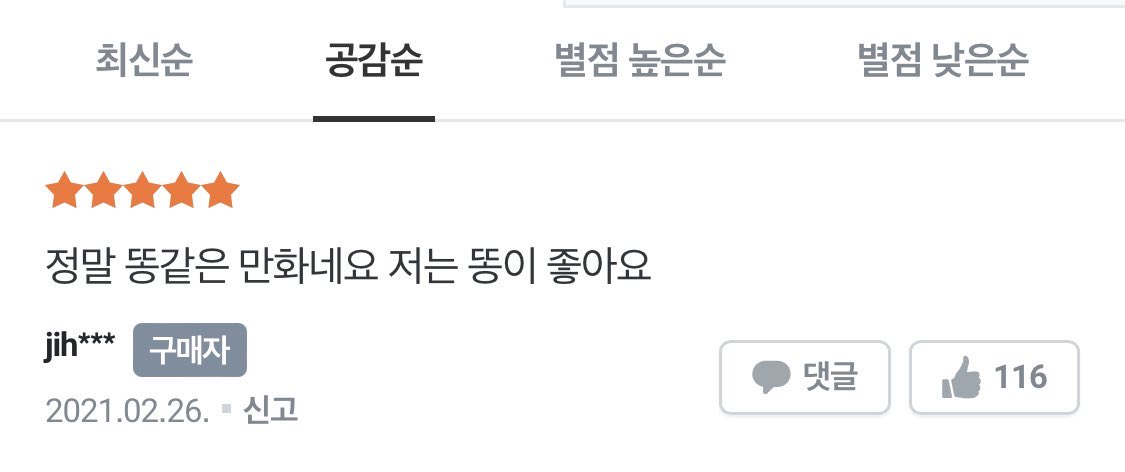 최신순 공감순 별점 높은순 별점 낮은순
정말 똥같은 만화네요 저는 똥이 좋아요
jih*** 구매자
2021.02.26. 신고 댓글 116